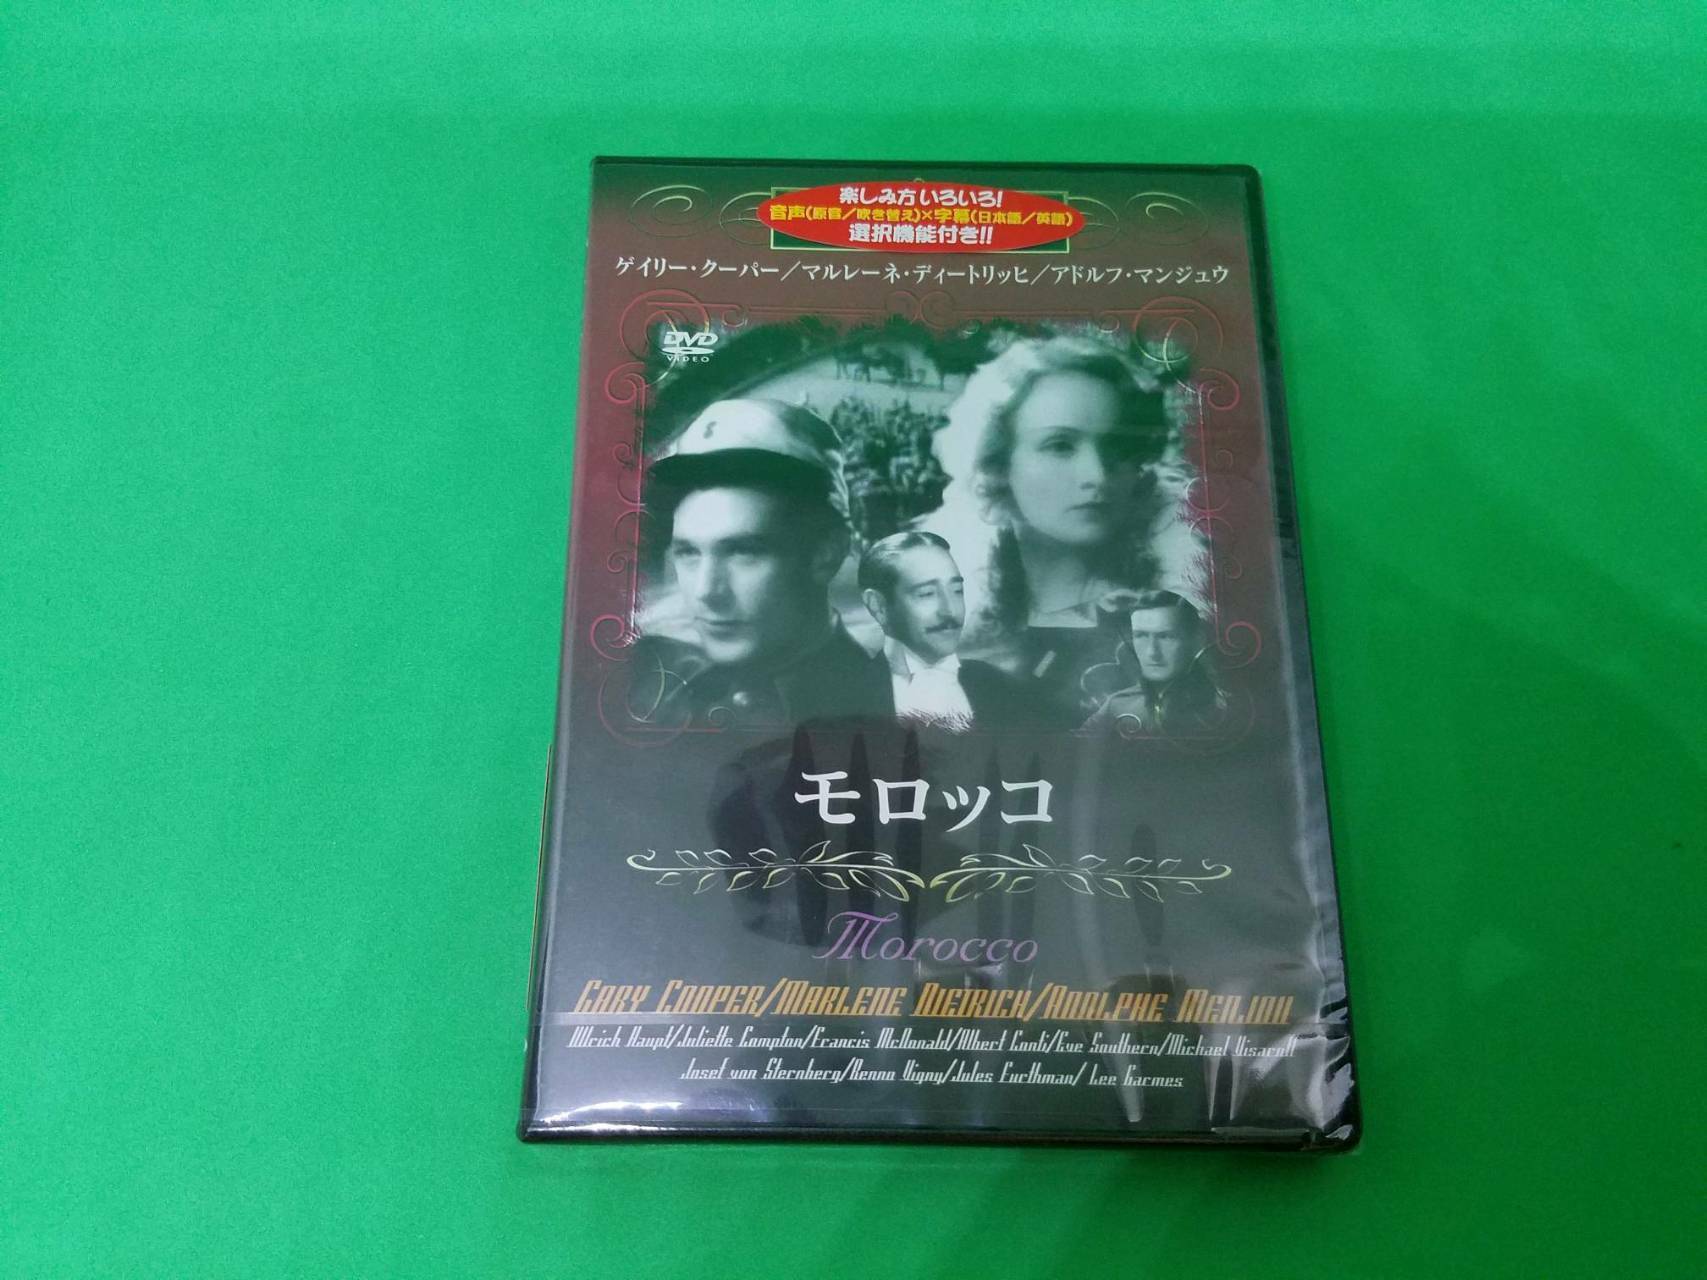 楽しみ方いろいろ!
音声(原音/吹き替え)×字幕(日本語/英語)
選択機能付き!!
ゲイリー・クーパー/マルレーネ・ディートリッヒ/アドルフ・マンジュウ
DVD
VIDEO
モロッコ
Morocco
GARY COOPER/MARLENE DIETRICH/ADOLPHE MENJOU
Ullrich Haupt/Juliette Compton/Francis McDonald/Albert Conti/Eve Southern/Michael Visaroff
Josef von Sternberg/Benno Vigny/Jules Furthman/ Lee Garmes